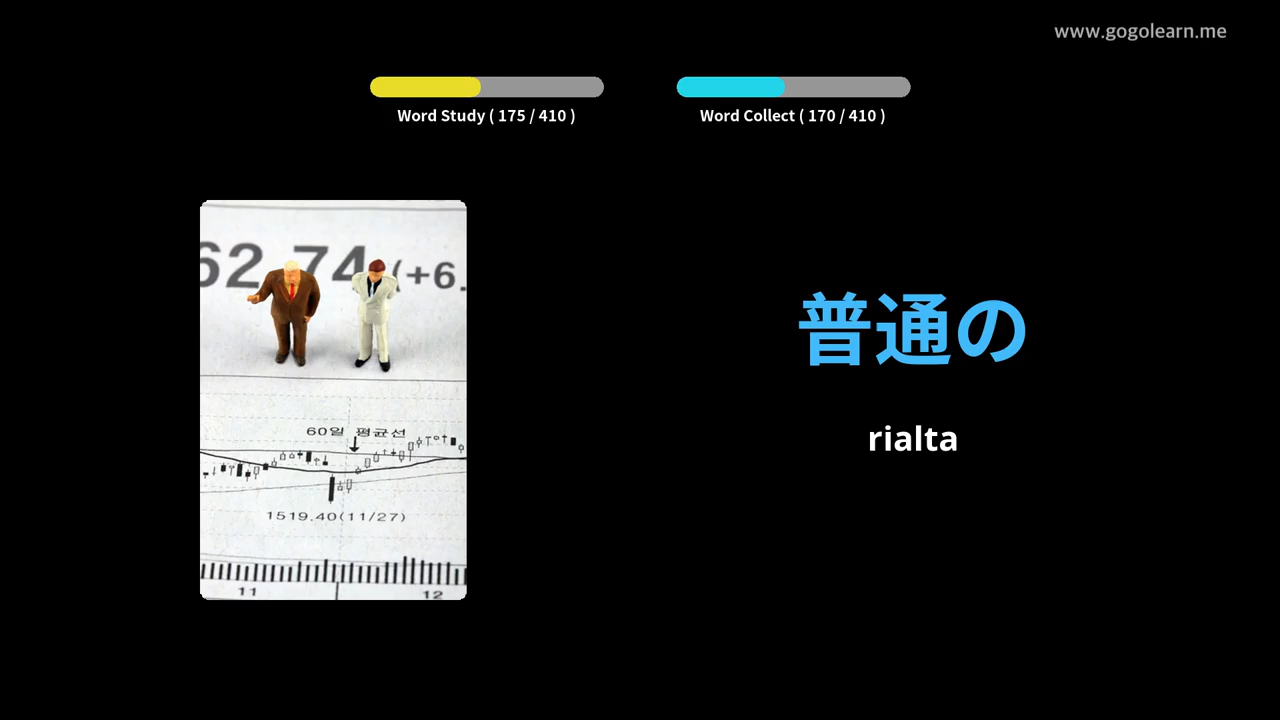 www.gogolearn.me
Word Study ( 175 / 410 )
Word Collect ( 170 / 410 )
62.74(+6.
60일 평균선
1519.40(11/27)
11
12
普通の
rialta